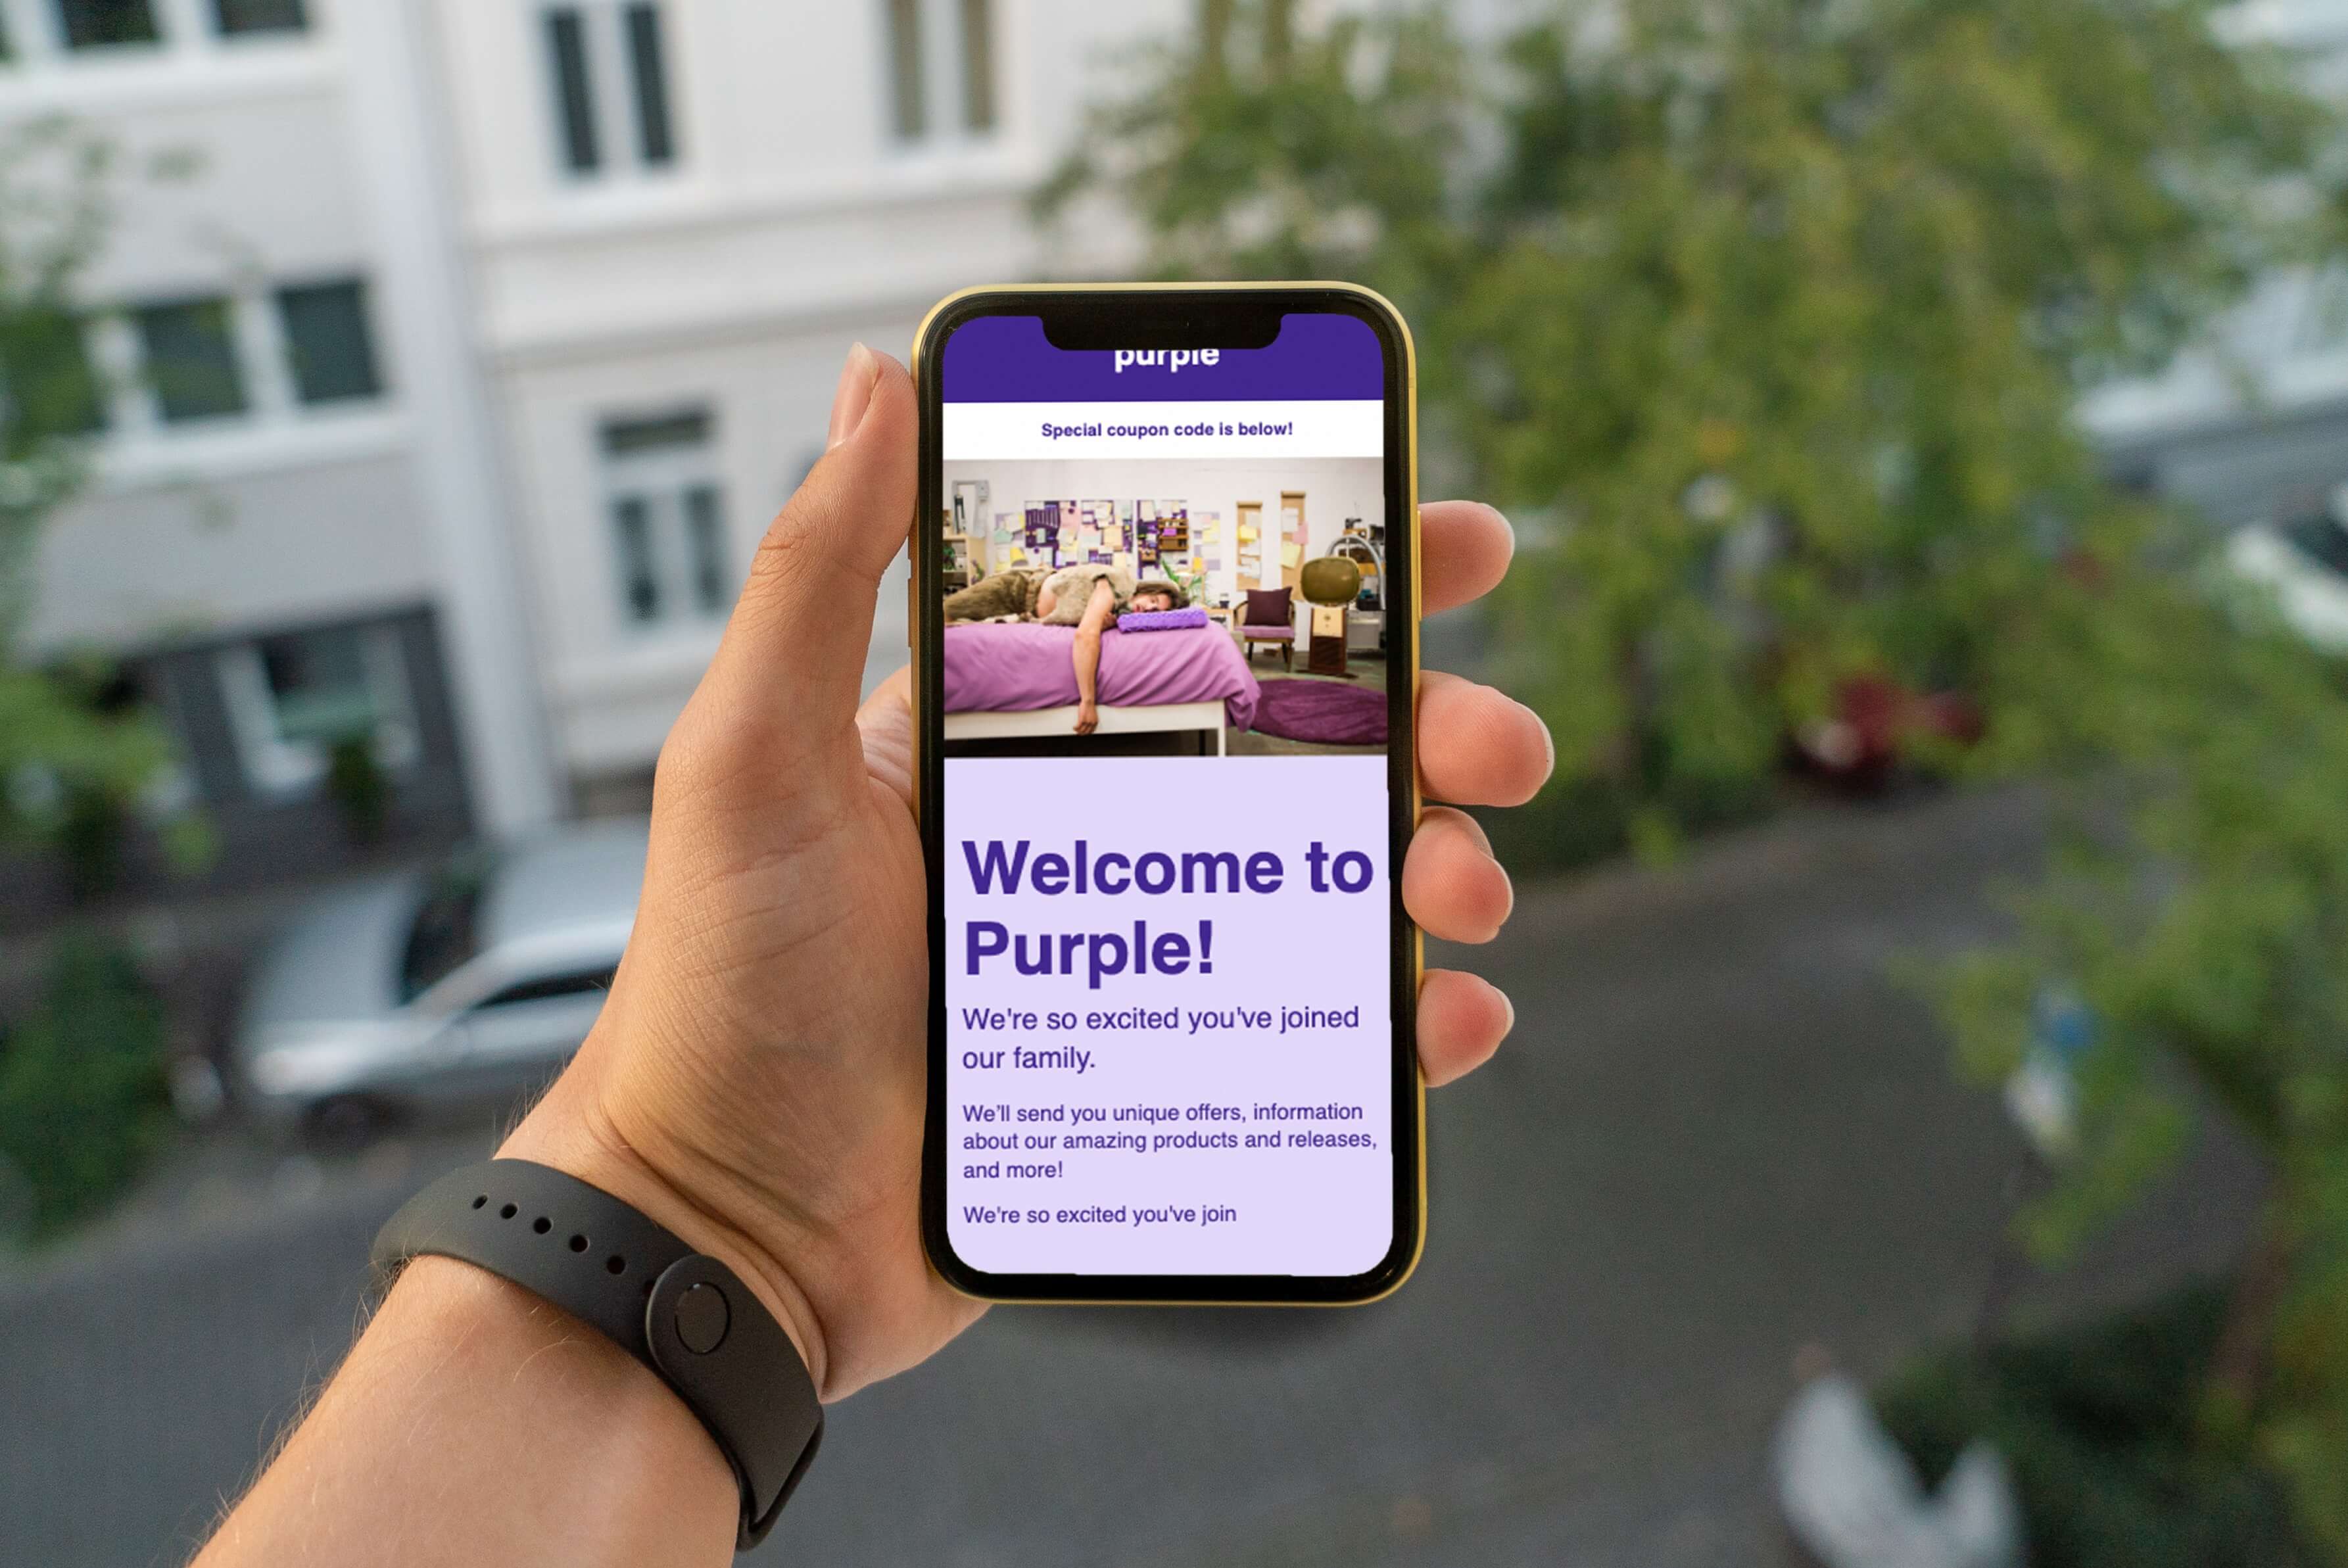 purple
Special coupon code is below!
Welcome to
Purple!
We're so excited you've joined
our family.
We'll send you unique offers, information
about our amazing products and releases,
and more!
We're so excited you've join